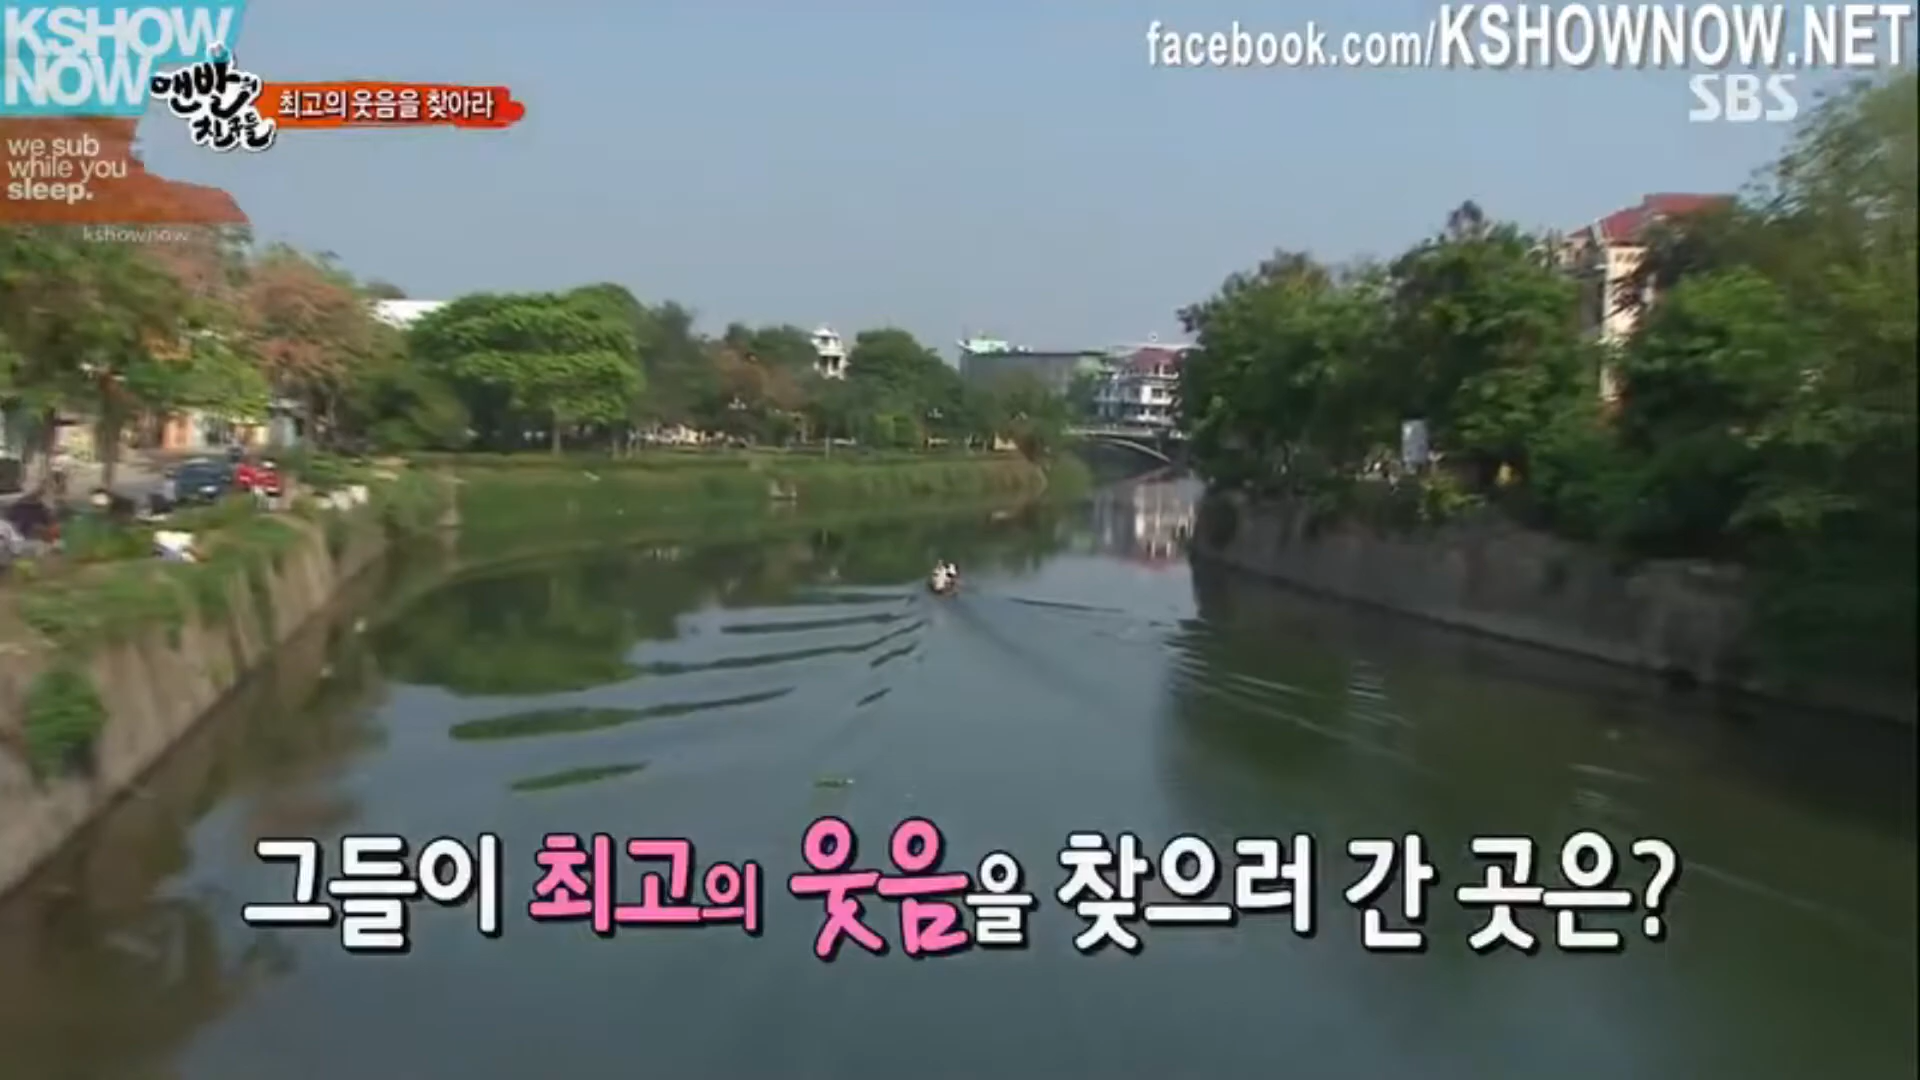 KSHOW
NOW
facebook.com/KSHOWNOW.NET
SBS
맨발의
친구들
최고의 웃음을 찾아라
we sub
while you
sleep.
kshownow
그들이 최고의 웃음을 찾으러 간 곳은?